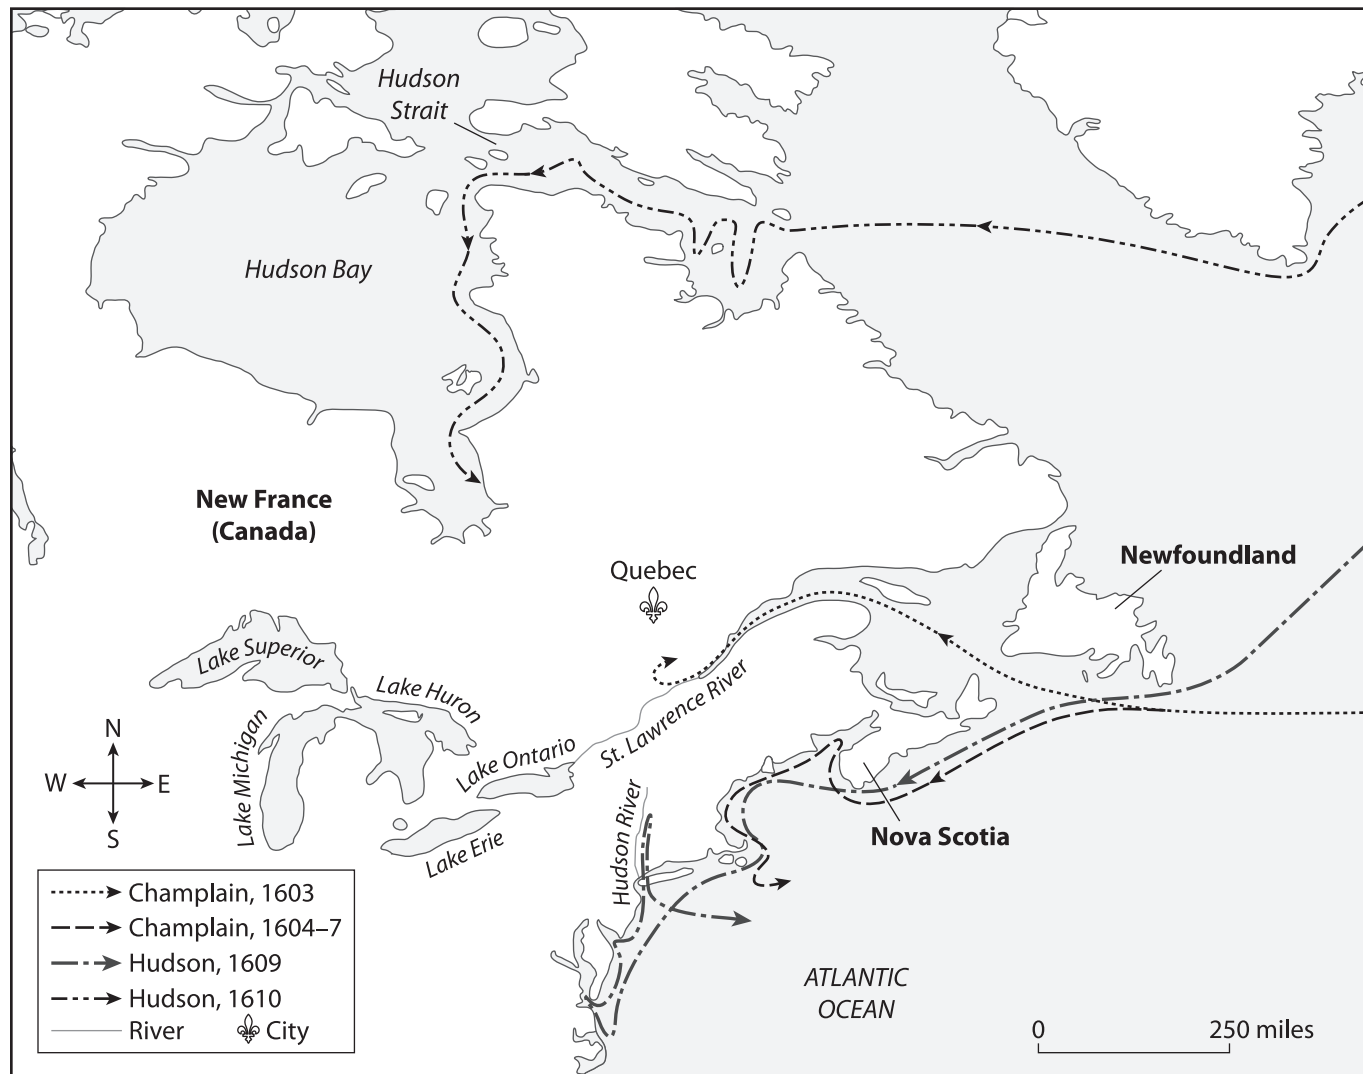 Hudson
Strait
Hudson Bay
New France
(Canada)
Quebec
Newfoundland
Lake Superior
Lake Huron
Lake Michigan
Lake Ontario
St. Lawrence River
Lake Erie
Hudson River
Nova Scotia
N
W
E
S
Champlain, 1603
Champlain, 1604–7
Hudson, 1609
Hudson, 1610
River
City
ATLANTIC
OCEAN
0
250 miles